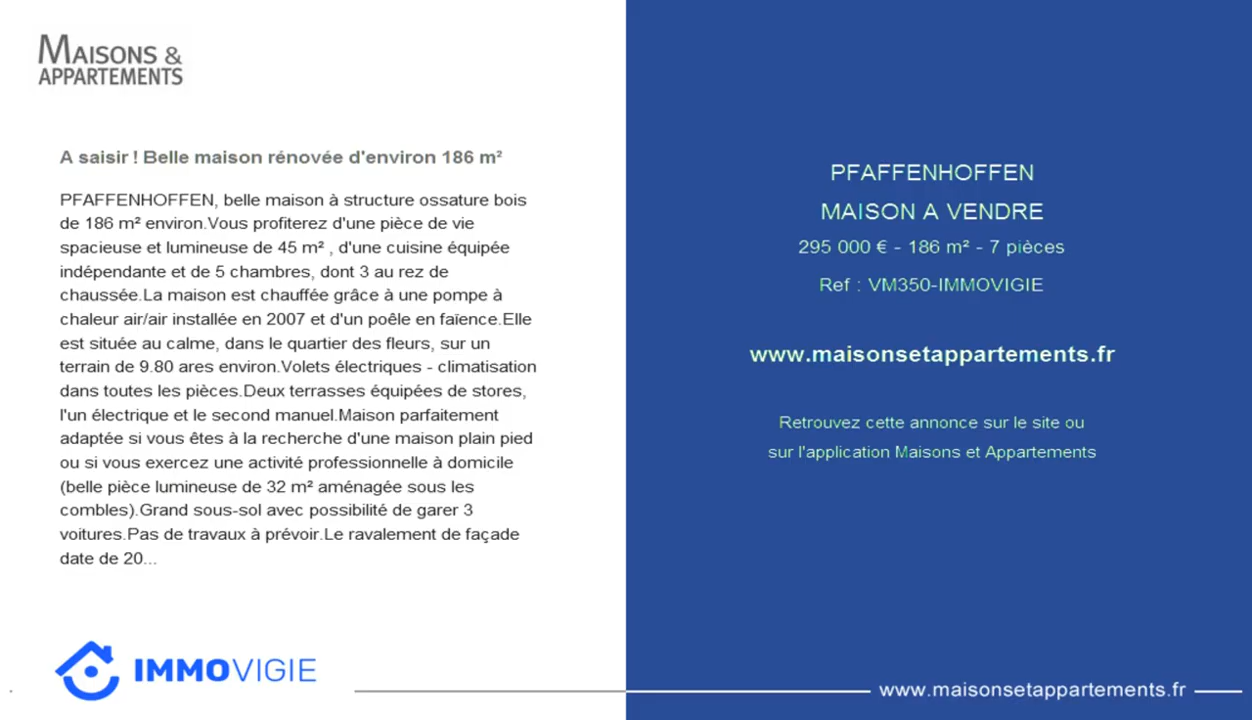 MAISONS &
APPARTEMENTS
A saisir ! Belle maison rénovée d'environ 186 m²
PFAFFENHOFFEN, belle maison à structure ossature bois
de 186 m² environ.Vous profiterez d'une pièce de vie
spacieuse et lumineuse de 45 m² , d'une cuisine équipée
indépendante et de 5 chambres, dont 3 au rez de
chaussée.La maison est chauffée grâce à une pompe à
chaleur air/air installée en 2007 et d'un poêle en faïence.Elle
est située au calme, dans le quartier des fleurs, sur un
terrain de 9.80 ares environ.Volets électriques - climatisation
dans toutes les pièces.Deux terrasses équipées de stores,
l'un électrique et le second manuel.Maison parfaitement
adaptée si vous êtes à la recherche d'une maison plain pied
ou si vous exercez une activité professionnelle à domicile
(belle pièce lumineuse de 32 m² aménagée sous les
combles).Grand sous-sol avec possibilité de garer 3
voitures.Pas de travaux à prévoir.Le ravalement de façade
date de 20...
IMMOVIGIE
PFAFFENHOFFEN
MAISON A VENDRE
295 000 € - 186 m² - 7 pièces
Ref : VM350-IMMOVIGIE
www.maisonsetappartements.fr
Retrouvez cette annonce sur le site ou
sur l'application Maisons et Appartements
www.maisonsetappartements.fr